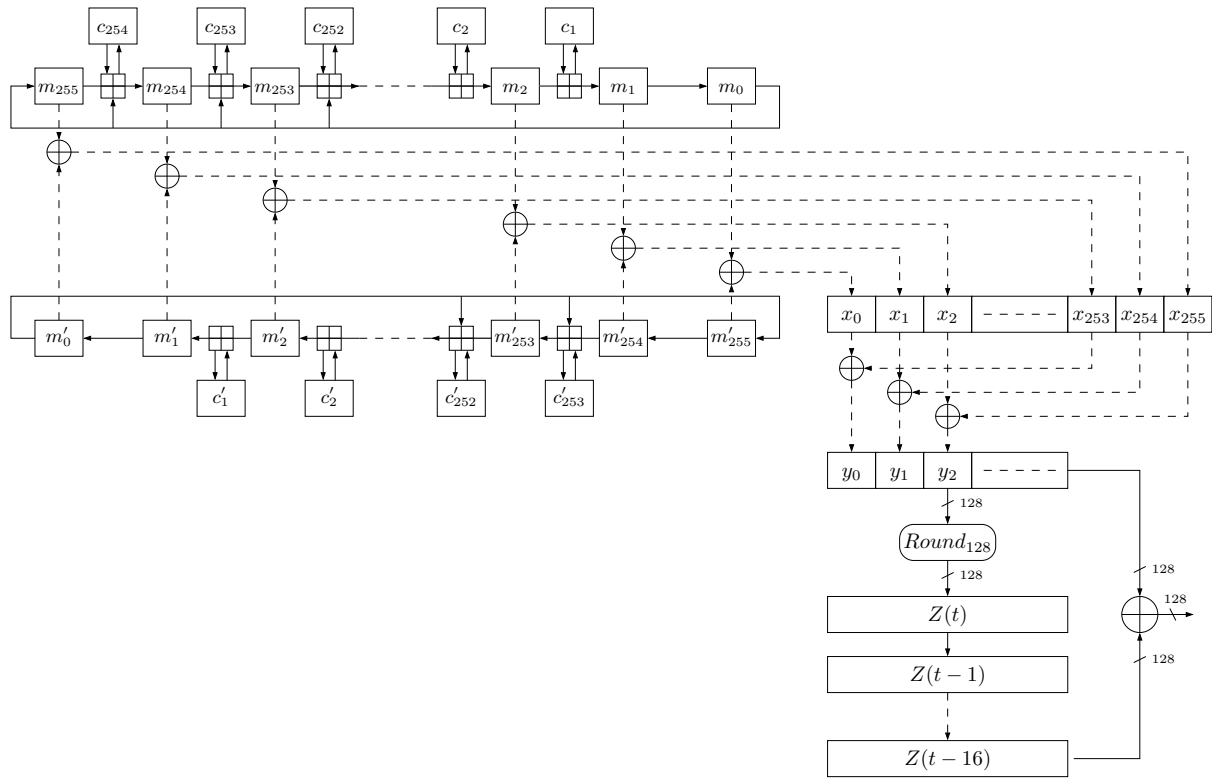 c₂₅₄ c₂₅₃ c₂₅₂ c₂ c₁
m₂₅₅ m₂₅₄ m₂₅₃ m₂ m₁ m₀
x₀ x₁ x₂ x₂₅₃ x₂₅₄ x₂₅₅
m′₀ m′₁ m′₂ m′₂₅₃ m′₂₅₄ m′₂₅₅
c′₁ c′₂ c′₂₅₂ c′₂₅₃
y₀ y₁ y₂
128
Round₁₂₈
128
128
128
Z(t)
128
Z(t − 1)
Z(t − 16)